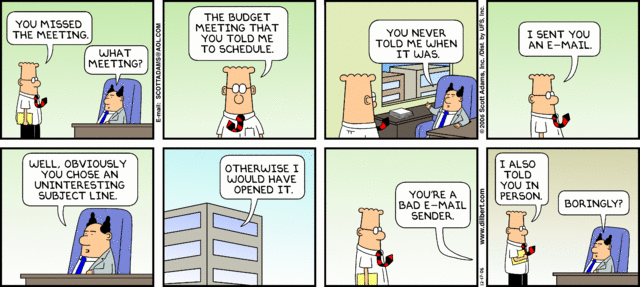 YOU MISSED
THE MEETING.
WHAT
MEETING?
E-mail: SCOTTADAMS@AOL.COM
THE BUDGET
MEETING THAT
YOU TOLD ME
TO SCHEDULE.
YOU NEVER
TOLD ME WHEN
IT WAS.
© 2006 Scott Adams, Inc. /Dist. by UFS, Inc.
I SENT YOU
AN E-MAIL.
WELL, OBVIOUSLY
YOU CHOSE AN
UNINTERESTING
SUBJECT LINE.
OTHERWISE I
WOULD HAVE
OPENED IT.
YOU'RE A
BAD E-MAIL
SENDER.
www.dilbert.com
12-17-06
I ALSO
TOLD
YOU IN
PERSON.
BORINGLY?